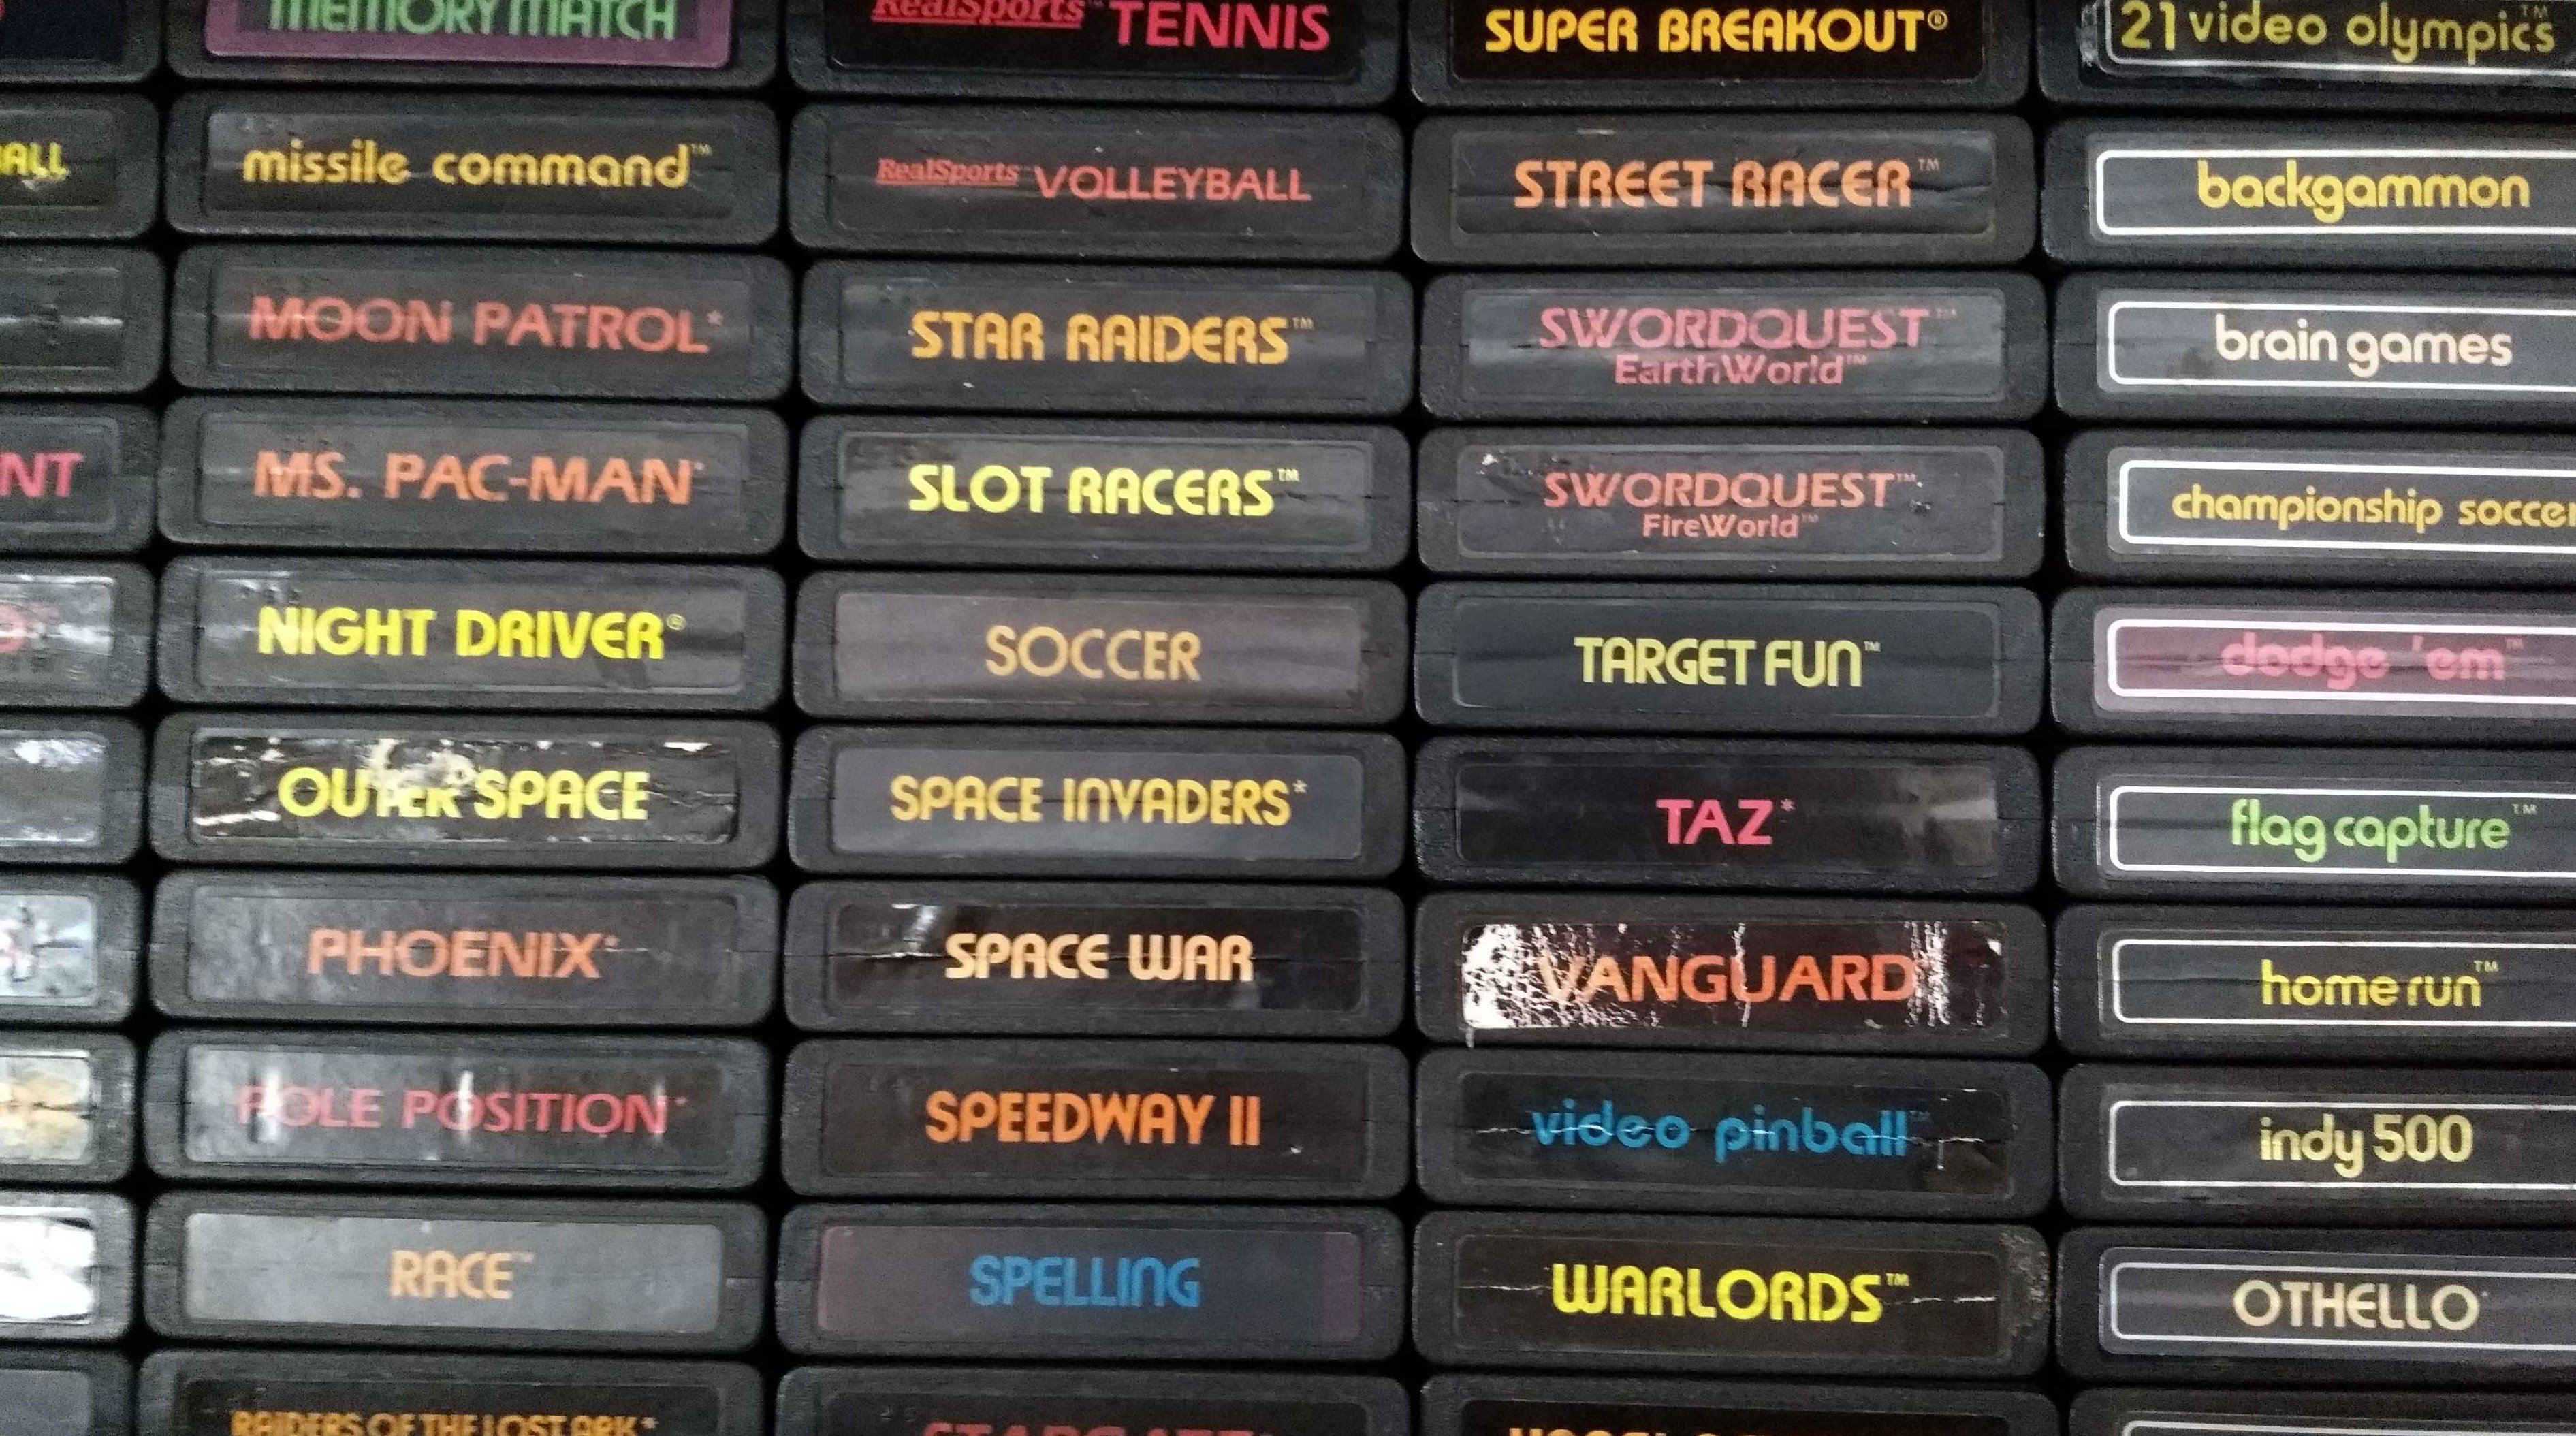 MEMORY MATCH
RealSports™ TENNIS
SUPER BREAKOUT®
21 video olympics™
missile command™
RealSports VOLLEYBALL
STREET RACER™
backgammon
MOON PATROL*
STAR RAIDERS™
SWORDQUEST™
EarthWorld™
brain games
MS. PAC-MAN*
SLOT RACERS™
SWORDQUEST™
FireWorld™
championship soccer
NIGHT DRIVER®
SOCCER
TARGET FUN™
dodge 'em™
OUTER SPACE
SPACE INVADERS*
TAZ*
flag capture™
PHOENIX*
SPACE WAR
VANGUARD
home run™
POLE POSITION*
SPEEDWAY II
video pinball™
indy 500
RACE™
SPELLING
WARLORDS™
OTHELLO*
RAIDERS OF THE LOST ARK*
STARGATE*